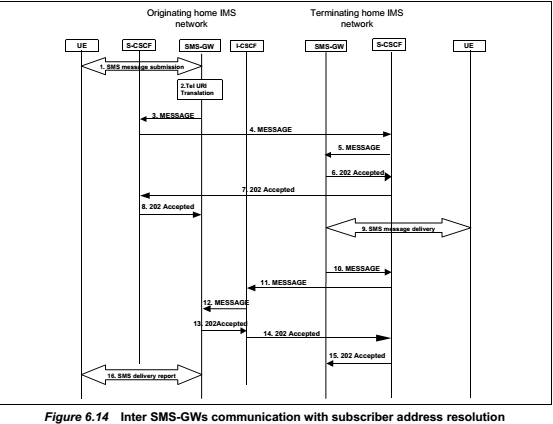 Originating home IMS
network
Terminating home IMS
network
UE
S-CSCF
SMS-GW
I-CSCF
SMS-GW
S-CSCF
UE
1. SMS message submission
2.Tel URI
Translation
3. MESSAGE
4. MESSAGE
5. MESSAGE
6. 202 Accepted
7. 202 Accepted
8. 202 Accepted
9. SMS message delivery
10. MESSAGE
11. MESSAGE
12. MESSAGE
13. 202Accepted
14. 202 Accepted
15. 202 Accepted
16. SMS delivery report
Figure 6.14 Inter SMS-GWs communication with subscriber address resolution